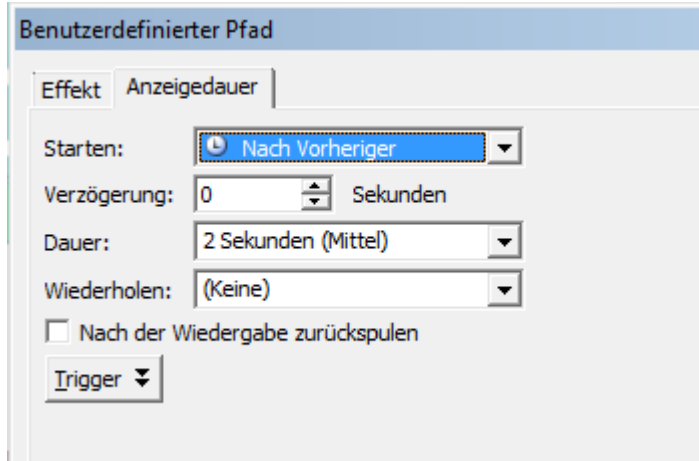 Benutzerdefinierter Pfad
Effekt Anzeigedauer
Starten: Nach Vorheriger
Verzögerung: 0 Sekunden
Dauer: 2 Sekunden (Mittel)
Wiederholen: (Keine)
Nach der Wiedergabe zurückspulen
Trigger